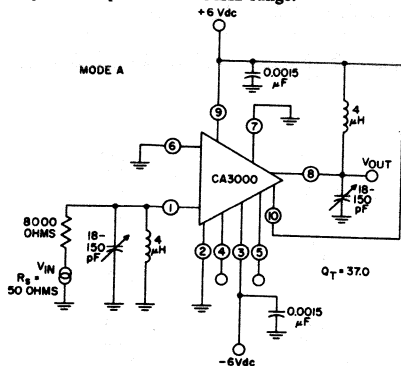 +6 Vdc
MODE A
0.0015
μF
4
μH
9
7
6
CA3000
8
VOUT
18-
150
pF
10
1
8000
OHMS
18-
150
pF
4
μH
2
4
3
5
VIN
RS =
50 OHMS
QT = 37.0
0.0015
μF
-6Vdc